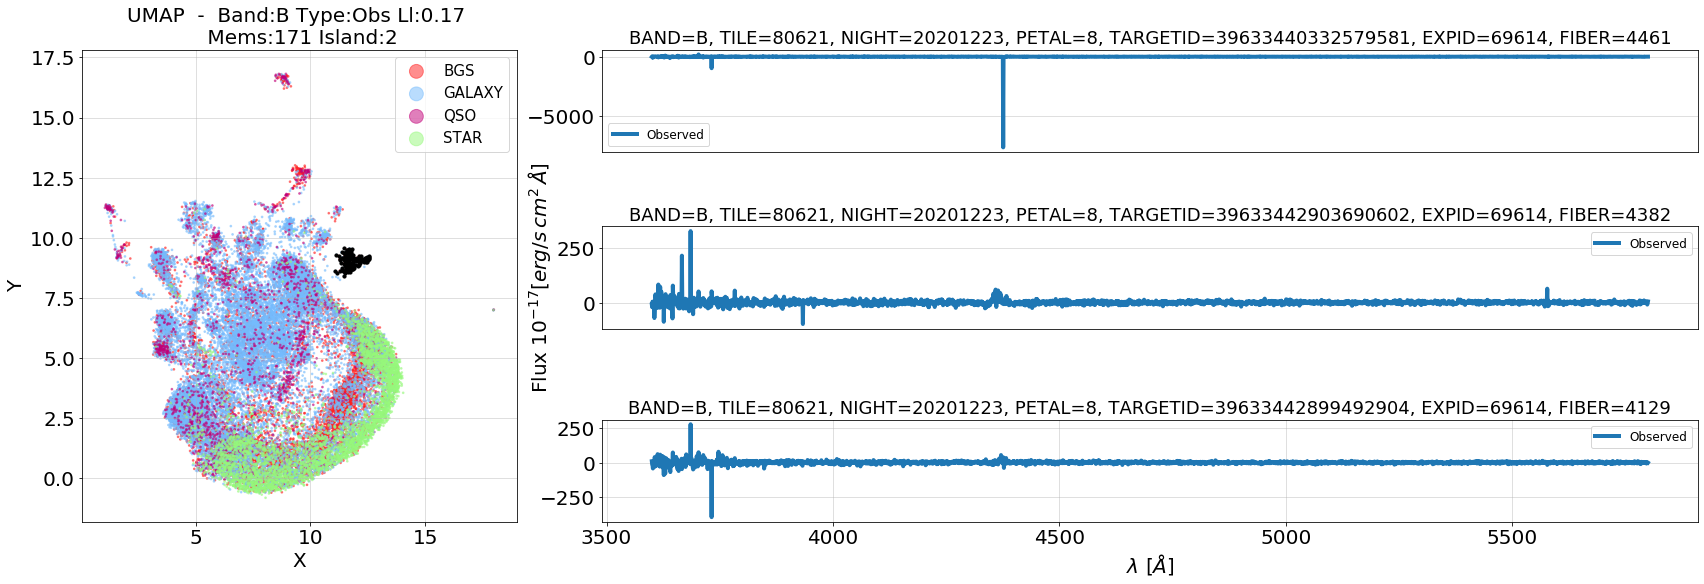 UMAP  -  Band:B Type:Obs Ll:0.17
Mems:171 Island:2
BGS
GALAXY
QSO
STAR
17.5
15.0
12.5
10.0
7.5
5.0
2.5
0.0
Y
5
10
15
X
BAND=B, TILE=80621, NIGHT=20201223, PETAL=8, TARGETID=39633440332579581, EXPID=69614, FIBER=4461
0
−5000
Observed
BAND=B, TILE=80621, NIGHT=20201223, PETAL=8, TARGETID=39633442903690602, EXPID=69614, FIBER=4382
250
0
Observed
Flux 10⁻¹⁷[erg/s cm² Å]
BAND=B, TILE=80621, NIGHT=20201223, PETAL=8, TARGETID=39633442899492904, EXPID=69614, FIBER=4129
250
0
−250
Observed
3500
4000
4500
5000
5500
λ [Å]